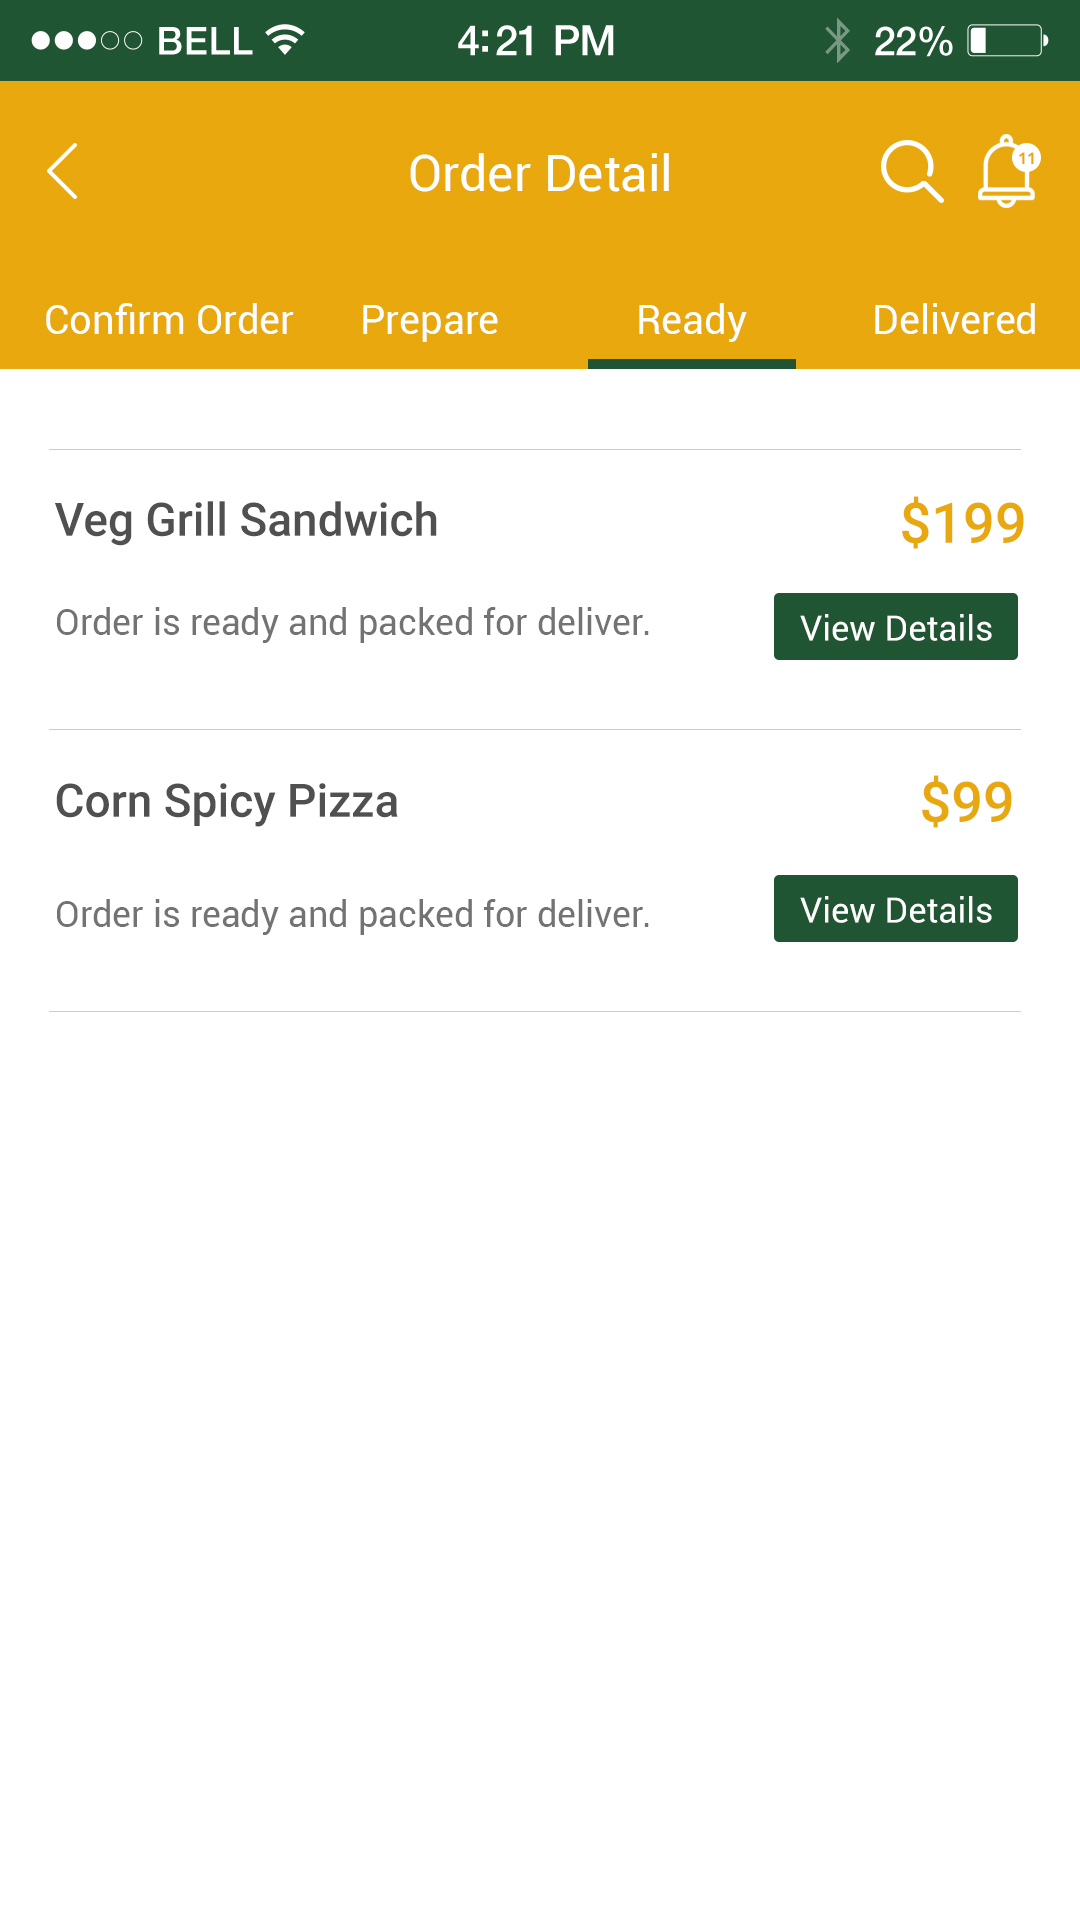 BELL 4:21 PM 22%
Order Detail 11
Confirm Order Prepare Ready Delivered
Veg Grill Sandwich $199
Order is ready and packed for deliver. View Details
Corn Spicy Pizza $99
Order is ready and packed for deliver. View Details